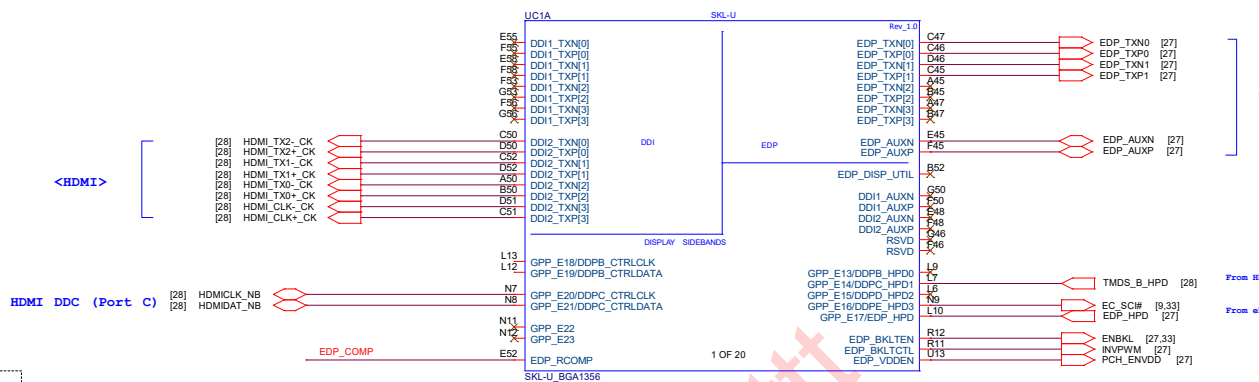 UC1A SKL-U
Rev_1.0
E55 DDI1_TXN[0] EDP_TXN[0] C47 EDP_TXN0 [27]
F55 DDI1_TXP[0] EDP_TXP[0] C46 EDP_TXP0 [27]
E58 DDI1_TXN[1] EDP_TXN[1] D46 EDP_TXN1 [27]
F58 DDI1_TXP[1] EDP_TXP[1] C45 EDP_TXP1 [27]
F53 DDI1_TXN[2] EDP_TXN[2] A45
G53 DDI1_TXP[2] EDP_TXP[2] B45
F56 DDI1_TXN[3] EDP_TXN[3] A47
G56 DDI1_TXP[3] EDP_TXP[3] B47
[28] HDMI_TX2-_CK C50 DDI2_TXN[0] DDI EDP EDP_AUXN E45 EDP_AUXN [27]
[28] HDMI_TX2+_CK D50 DDI2_TXP[0] EDP_AUXP F45 EDP_AUXP [27]
[28] HDMI_TX1-_CK C52 DDI2_TXN[1]
[28] HDMI_TX1+_CK D52 DDI2_TXP[1] EDP_DISP_UTIL B52
<HDMI> [28] HDMI_TX0-_CK A50 DDI2_TXN[2]
[28] HDMI_TX0+_CK B50 DDI2_TXP[2] DDI1_AUXN G50
[28] HDMI_CLK-_CK D51 DDI2_TXN[3] DDI1_AUXP F50
[28] HDMI_CLK+_CK C51 DDI2_TXP[3] DDI2_AUXN E48
DDI2_AUXP F48
DISPLAY SIDEBANDS RSVD G46
RSVD F46
L13 GPP_E18/DDPB_CTRLCLK
L12 GPP_E19/DDPB_CTRLDATA GPP_E13/DDPB_HPD0 L9
GPP_E14/DDPC_HPD1 L7 TMDS_B_HPD [28] From
HDMI DDC (Port C) [28] HDMICLK_NB N7 GPP_E20/DDPC_CTRLCLK GPP_E15/DDPD_HPD2 L6
[28] HDMIDAT_NB N8 GPP_E21/DDPC_CTRLDATA GPP_E16/DDPE_HPD3 N9 EC_SCI# [9,33]
GPP_E17/EDP_HPD L10 EDP_HPD [27] From
N11 GPP_E22
N12 GPP_E23 EDP_BKLTEN R12 ENBKL [27,33]
EDP_BKLTCTL R11 INVPWM [27]
EDP_COMP E52 EDP_RCOMP 1 OF 20 EDP_VDDEN U13 PCH_ENVDD [27]
SKL-U_BGA1356